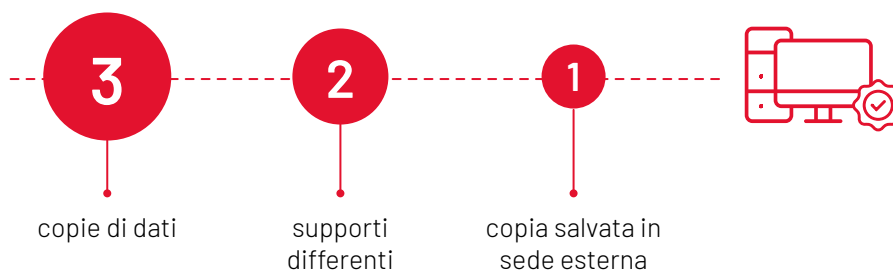 3
copie di dati
2
supporti
differenti
1
copia salvata in
sede esterna